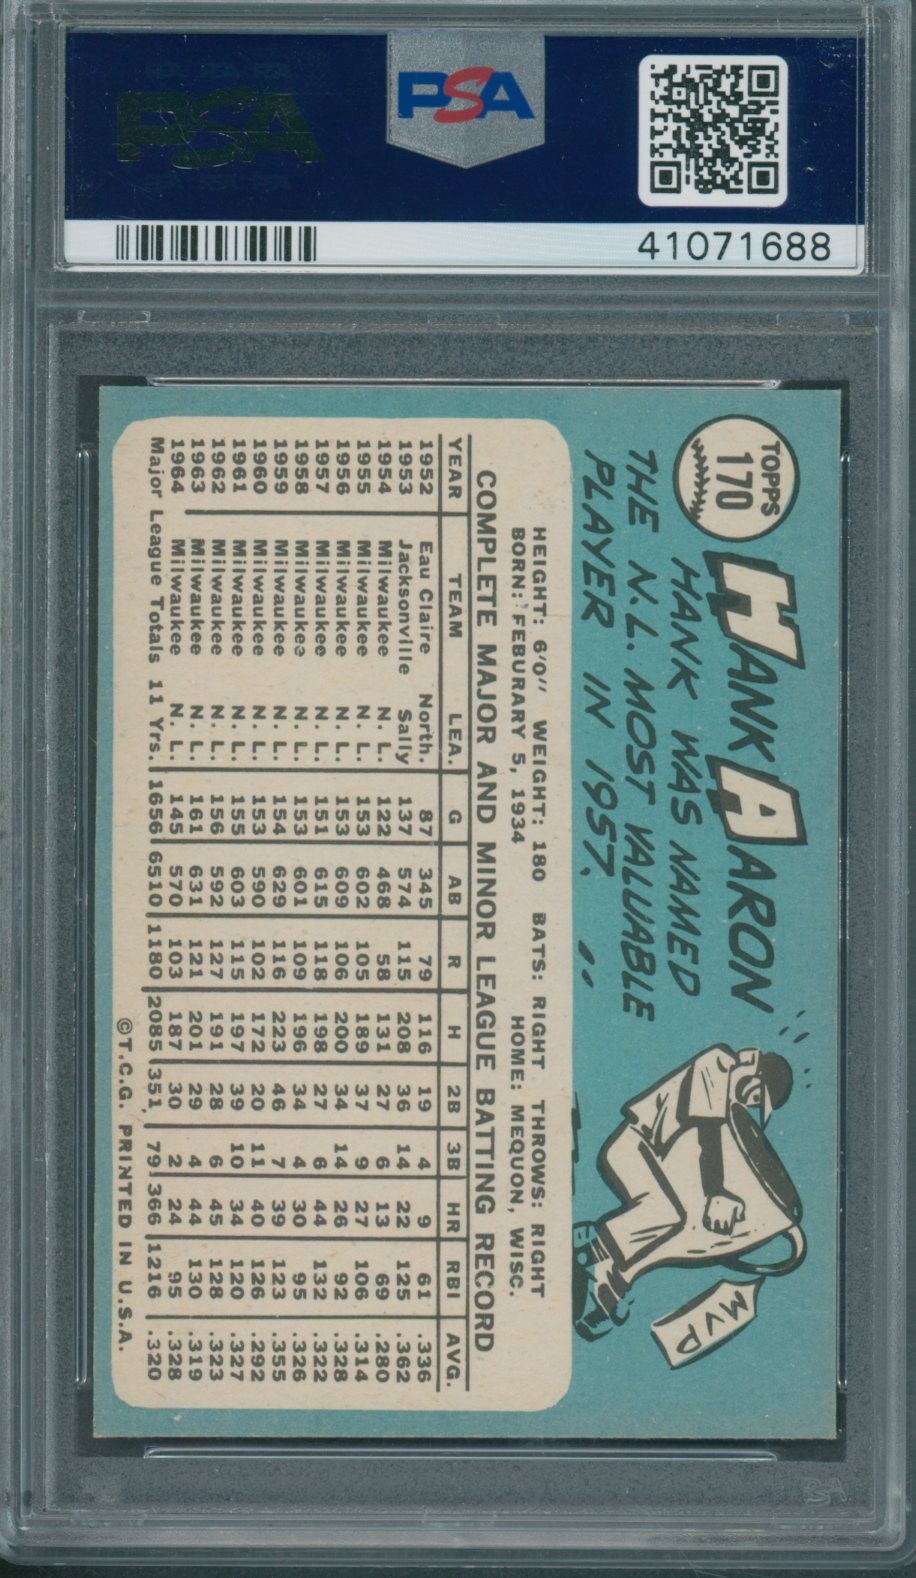 PSA
PSA
41071688
TOPPS
170
HANK AARON
HANK WAS NAMED
THE N.L. MOST VALUABLE
PLAYER IN 1957.
MVP
HEIGHT: 6'0" WEIGHT: 180 BATS: RIGHT THROWS: RIGHT
BORN: FEBURARY 5, 1934 HOME: MEQUON, WISC.
COMPLETE MAJOR AND MINOR LEAGUE BATTING RECORD
YEAR TEAM LEA. G AB R H 2B 3B HR RBI AVG.
1952 Eau Claire North. 87 345 79 116 19 4 9 61 .336
1953 Jacksonville Sally 137 574 115 208 36 14 22 125 .362
1954 Milwaukee N. L. 122 468 58 131 27 6 13 69 .280
1955 Milwaukee N. L. 153 602 105 189 37 9 27 106 .314
1956 Milwaukee N. L. 153 609 106 200 34 14 26 92 .328
1957 Milwaukee N. L. 151 615 118 198 27 6 44 132 .322
1958 Milwaukee N. L. 153 601 109 196 34 4 30 95 .326
1959 Milwaukee N. L. 154 629 116 223 46 7 39 123 .355
1960 Milwaukee N. L. 153 590 102 172 20 11 40 126 .292
1961 Milwaukee N. L. 155 603 115 197 39 10 34 120 .327
1962 Milwaukee N. L. 156 592 127 191 28 6 45 128 .323
1963 Milwaukee N. L. 161 631 121 201 29 4 44 130 .319
1964 Milwaukee N. L. 145 570 103 187 30 2 24 95 .328
Major League Totals 11 Yrs. 1656 6510 1180 2085 351 79 366 1216 .320
©T.C.G. PRINTED IN U.S.A.
PSA